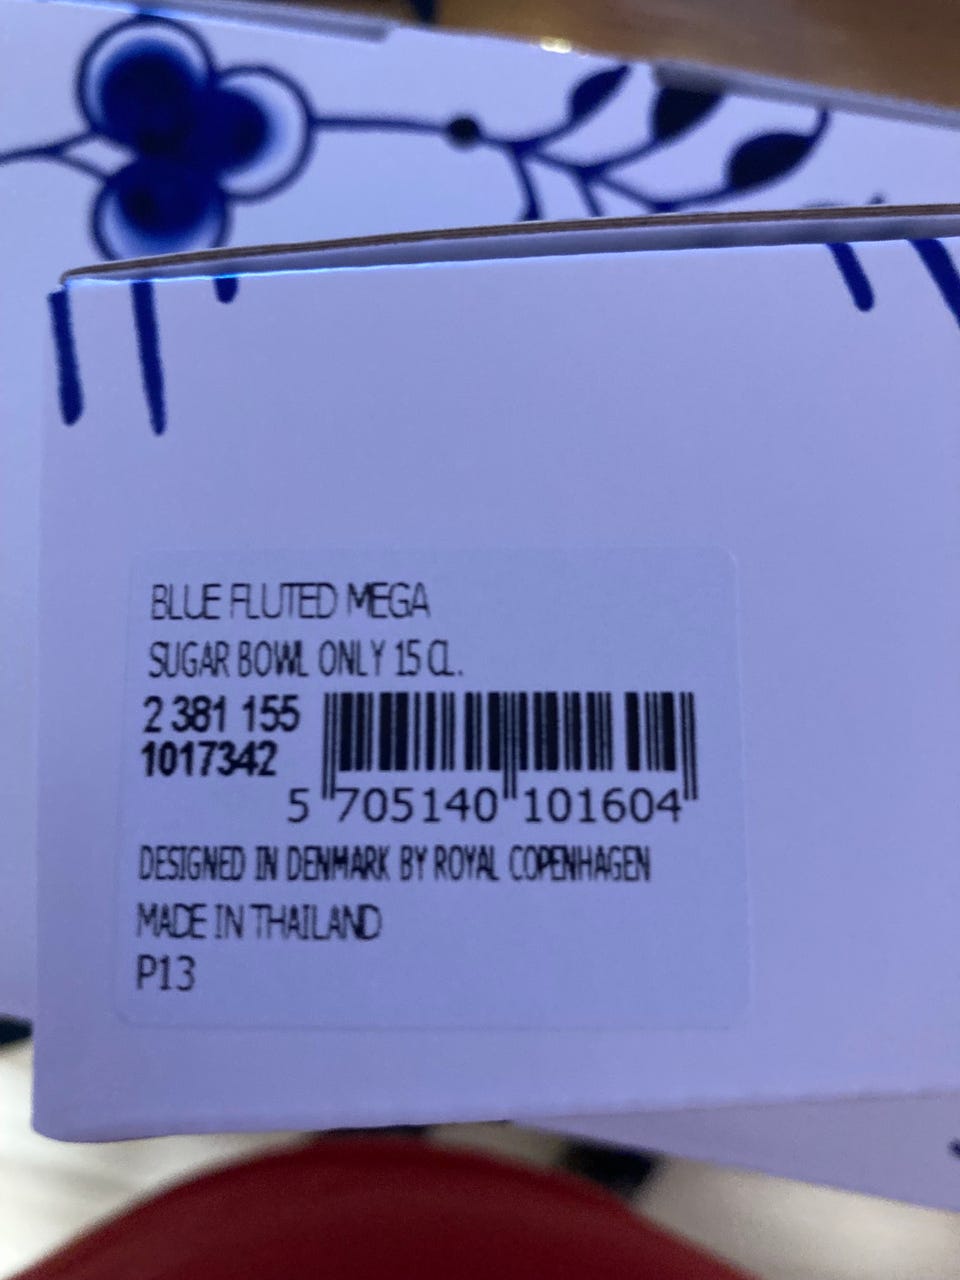 BLUE FLUTED MEGA
SUGAR BOWL ONLY 15 CL.
2 381 155
1017342
5 705140 101604
DESIGNED IN DENMARK BY ROYAL COPENHAGEN
MADE IN THAILAND
P13